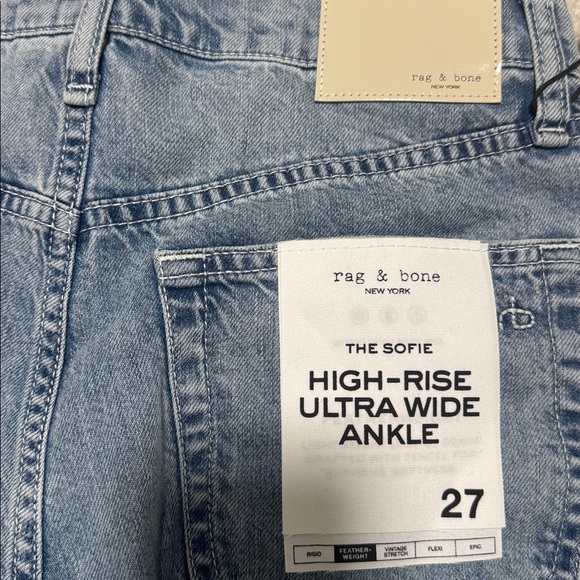 rag & bone
NEW YORK
rag & bone
NEW YORK
THE SOFIE
HIGH-RISE
ULTRA WIDE
ANKLE
27
RIGID
FEATHER-
WEIGHT
VINTAGE
STRETCH
FLEXI
EPIC